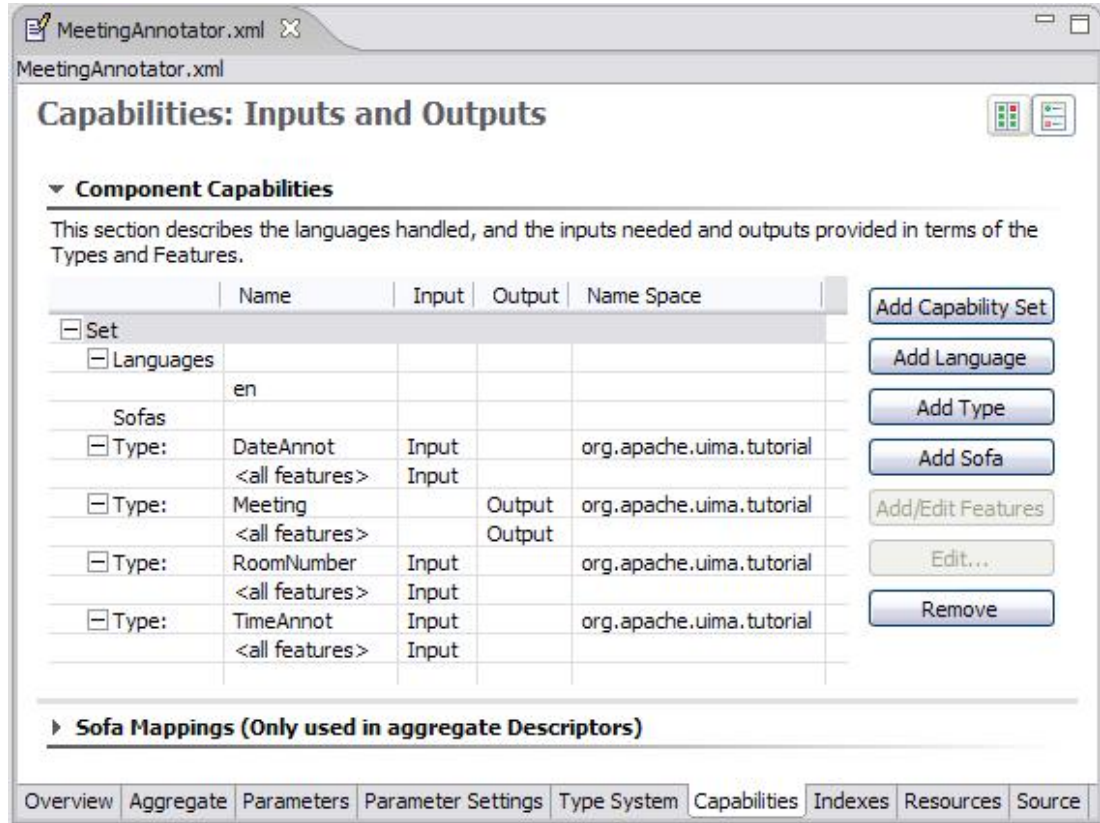 MeetingAnnotator.xml
MeetingAnnotator.xml
Capabilities: Inputs and Outputs
Component Capabilities
This section describes the languages handled, and the inputs needed and outputs provided in terms of the
Types and Features.
Name Input Output Name Space
Set
Languages
en
Sofas
Type: DateAnnot Input org.apache.uima.tutorial
<all features> Input
Type: Meeting Output org.apache.uima.tutorial
<all features> Output
Type: RoomNumber Input org.apache.uima.tutorial
<all features> Input
Type: TimeAnnot Input org.apache.uima.tutorial
<all features> Input
Add Capability Set
Add Language
Add Type
Add Sofa
Add/Edit Features
Edit...
Remove
Sofa Mappings (Only used in aggregate Descriptors)
Overview Aggregate Parameters Parameter Settings Type System Capabilities Indexes Resources Source